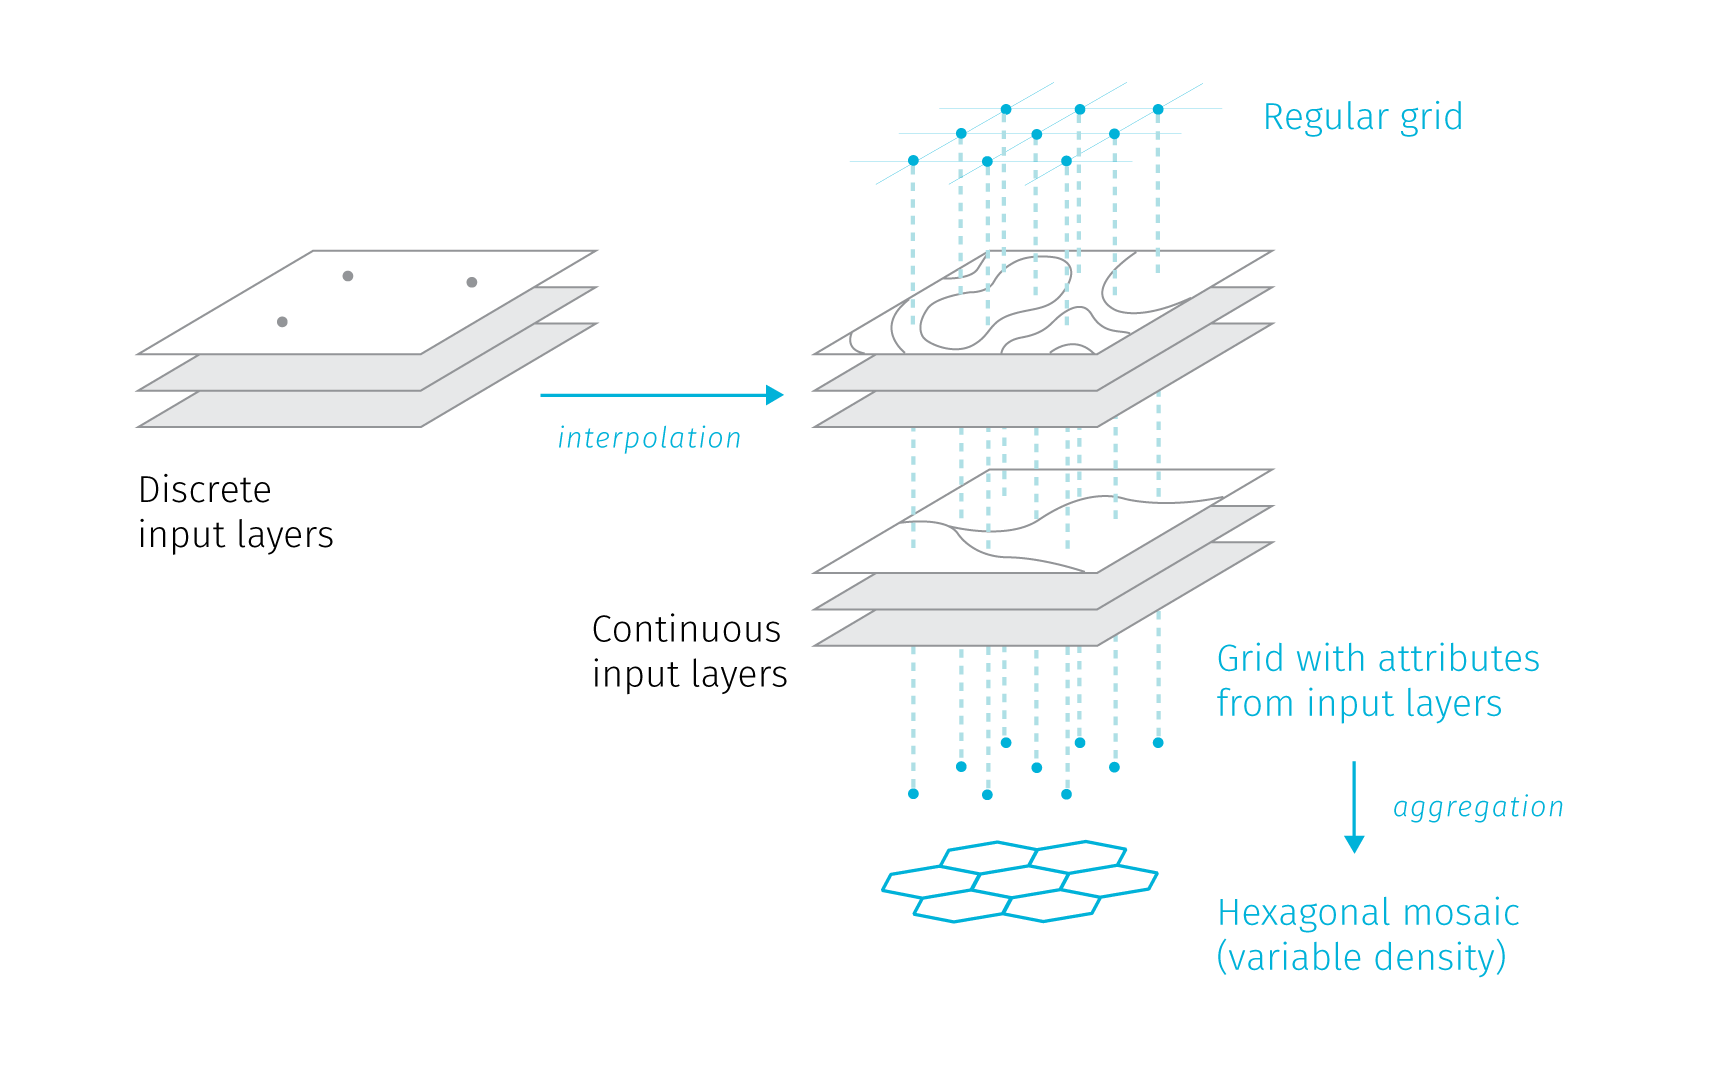 Regular grid
interpolation
Discrete
input layers
Continuous
input layers
Grid with attributes
from input layers
aggregation
Hexagonal mosaic
(variable density)